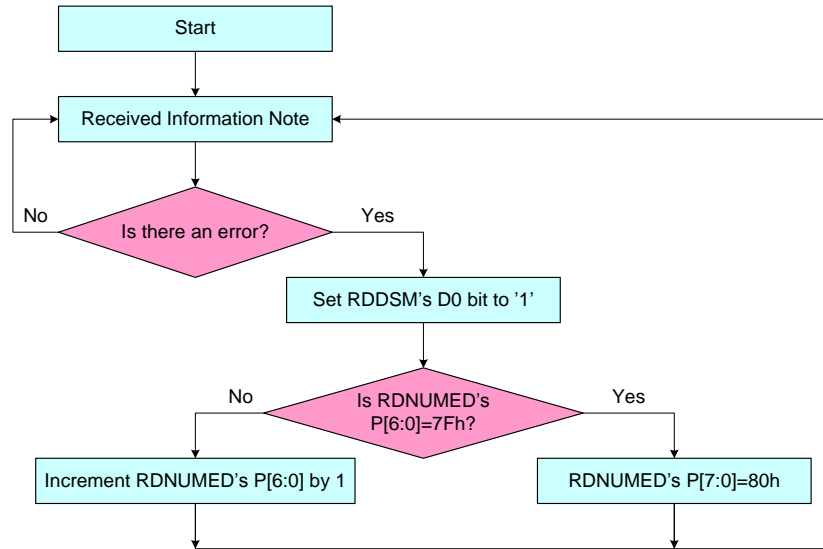 Start
Received Information Note
No
Yes
Is there an error?
Set RDDSM's D0 bit to '1'
No
Yes
Is RDNUMED's
P[6:0]=7Fh?
Increment RDNUMED's P[6:0] by 1
RDNUMED's P[7:0]=80h